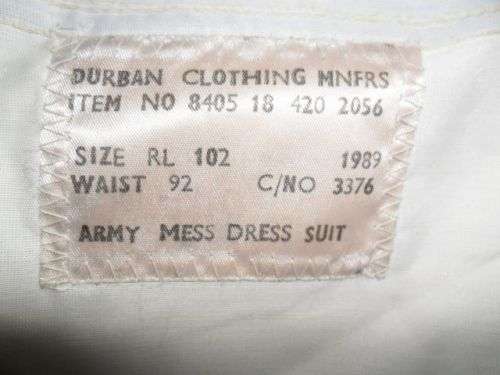 DURBAN CLOTHING MNFRS
ITEM NO 8405 18 420 2056
SIZE RL 102 1989
WAIST 92 C/NO 3376
ARMY MESS DRESS SUIT